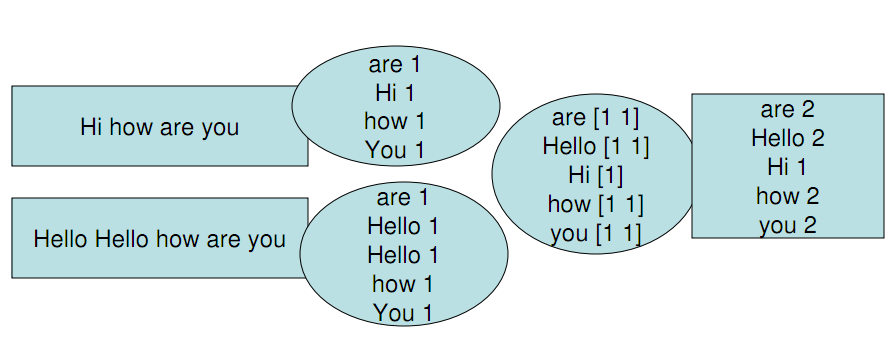 Hi how are you
are 1
Hi 1
how 1
You 1
Hello Hello how are you
are 1
Hello 1
Hello 1
how 1
You 1
are [1 1]
Hello [1 1]
Hi [1]
how [1 1]
you [1 1]
are 2
Hello 2
Hi 1
how 2
you 2